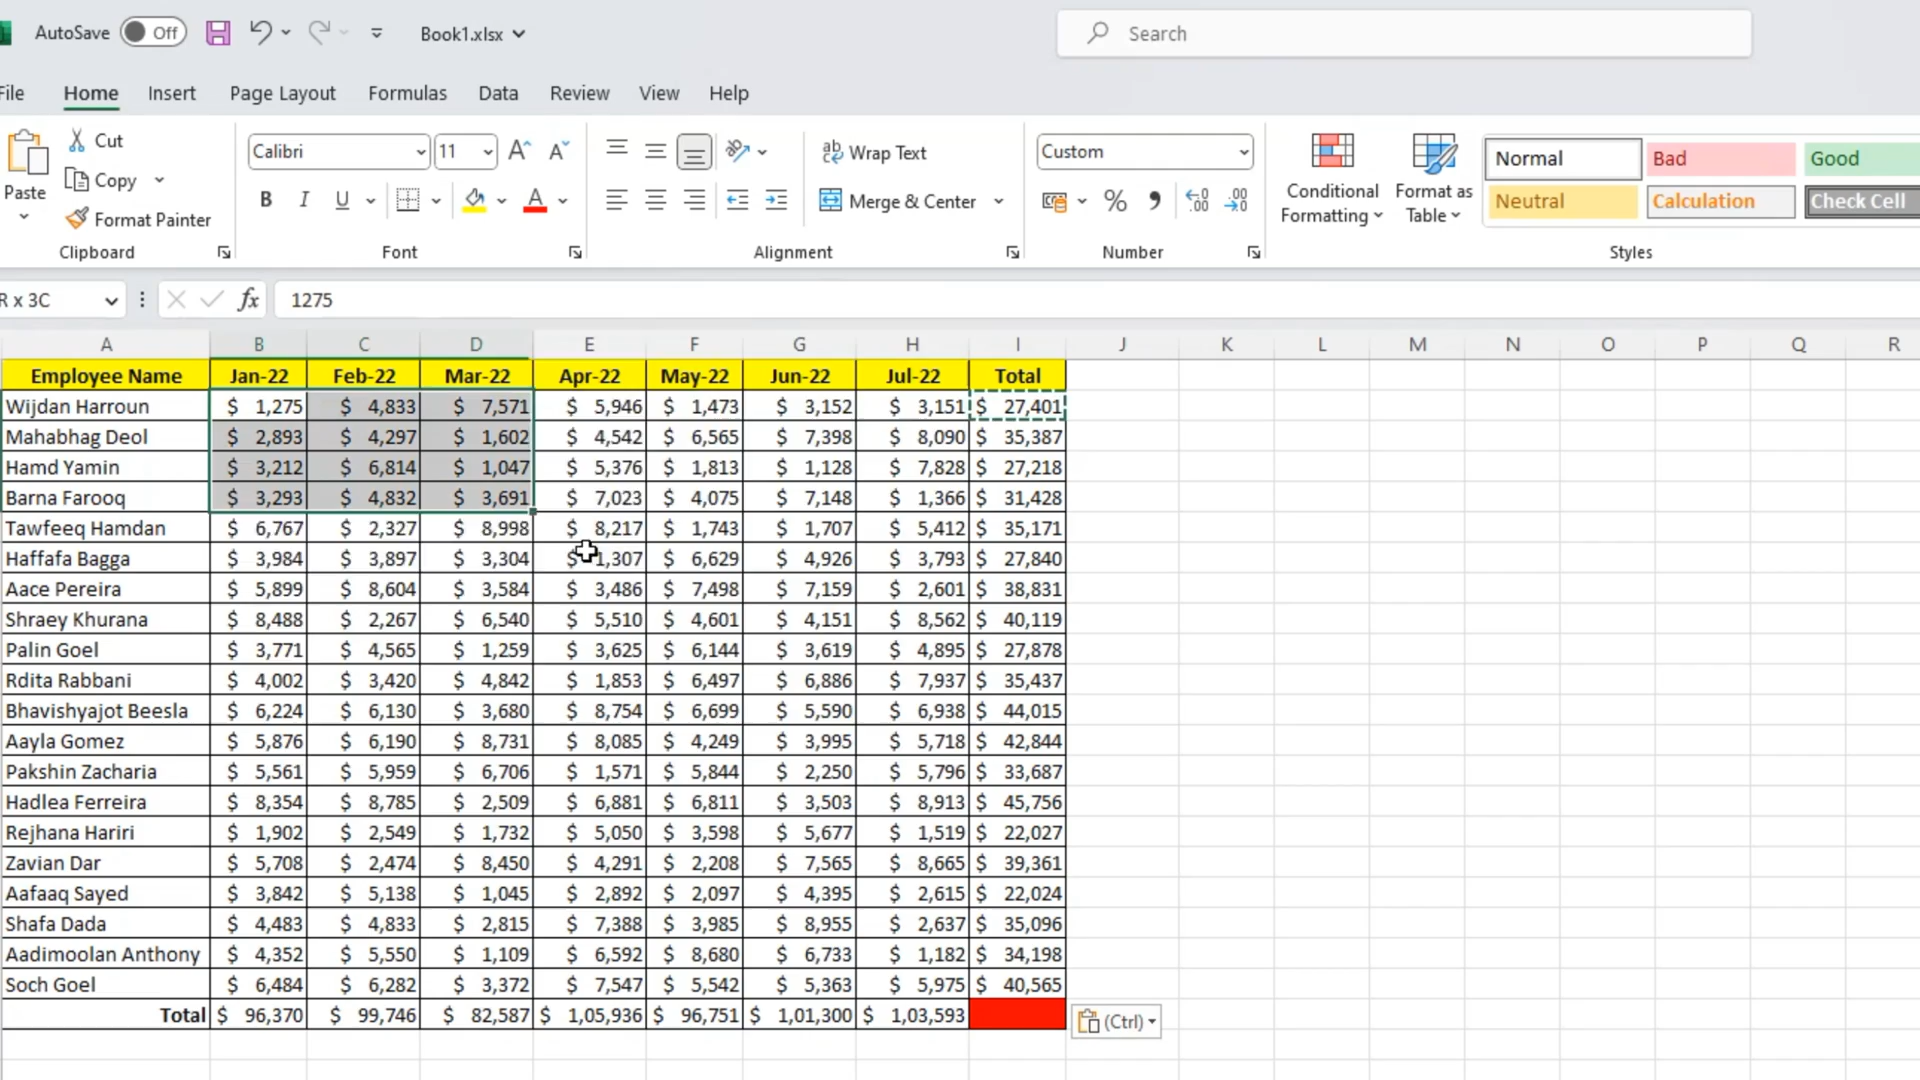 AutoSave Off Book1.xlsx Search
File Home Insert Page Layout Formulas Data Review View Help
Paste Cut Copy Format Painter Clipboard
Calibri 11 A A B I U A Font
Wrap Text Merge & Center Alignment
Custom % , .00 Number
Conditional Formatting Format as Table Normal Bad Good Neutral Calculation Check Cell Styles
R x 3C fx 1275
A B C D E F G H I J K L M N O P Q R
Employee Name Jan-22 Feb-22 Mar-22 Apr-22 May-22 Jun-22 Jul-22 Total
Wijdan Harroun $ 1,275 $ 4,833 $ 7,571 $ 5,946 $ 1,473 $ 3,152 $ 3,151 $ 27,401
Mahabhag Deol $ 2,893 $ 4,297 $ 1,602 $ 4,542 $ 6,565 $ 7,398 $ 8,090 $ 35,387
Hamd Yamin $ 3,212 $ 6,814 $ 1,047 $ 5,376 $ 1,813 $ 1,128 $ 7,828 $ 27,218
Barna Farooq $ 3,293 $ 4,832 $ 3,691 $ 7,023 $ 4,075 $ 7,148 $ 1,366 $ 31,428
Tawfeeq Hamdan $ 6,767 $ 2,327 $ 8,998 $ 8,217 $ 1,743 $ 1,707 $ 5,412 $ 35,171
Haffafa Bagga $ 3,984 $ 3,897 $ 3,304 $ 1,307 $ 6,629 $ 4,926 $ 3,793 $ 27,840
Aace Pereira $ 5,899 $ 8,604 $ 3,584 $ 3,486 $ 7,498 $ 7,159 $ 2,601 $ 38,831
Shraey Khurana $ 8,488 $ 2,267 $ 6,540 $ 5,510 $ 4,601 $ 4,151 $ 8,562 $ 40,119
Palin Goel $ 3,771 $ 4,565 $ 1,259 $ 3,625 $ 6,144 $ 3,619 $ 4,895 $ 27,878
Rdita Rabbani $ 4,002 $ 3,420 $ 4,842 $ 1,853 $ 6,497 $ 6,886 $ 7,937 $ 35,437
Bhavishyajot Beesla $ 6,224 $ 6,130 $ 3,680 $ 8,754 $ 6,699 $ 5,590 $ 6,938 $ 44,015
Aayla Gomez $ 5,876 $ 6,190 $ 8,731 $ 8,085 $ 4,249 $ 3,995 $ 5,718 $ 42,844
Pakshin Zacharia $ 5,561 $ 5,959 $ 6,706 $ 1,571 $ 5,844 $ 2,250 $ 5,796 $ 33,687
Hadlea Ferreira $ 8,354 $ 8,785 $ 2,509 $ 6,881 $ 6,811 $ 3,503 $ 8,913 $ 45,756
Rejhana Hariri $ 1,902 $ 2,549 $ 1,732 $ 5,050 $ 3,598 $ 5,677 $ 1,519 $ 22,027
Zavian Dar $ 5,708 $ 2,474 $ 8,450 $ 4,291 $ 2,208 $ 7,565 $ 8,665 $ 39,361
Aafaaq Sayed $ 3,842 $ 5,138 $ 1,045 $ 2,892 $ 2,097 $ 4,395 $ 2,615 $ 22,024
Shafa Dada $ 4,483 $ 4,833 $ 2,815 $ 7,388 $ 3,985 $ 8,955 $ 2,637 $ 35,096
Aadimoolan Anthony $ 4,352 $ 5,550 $ 1,109 $ 6,592 $ 8,680 $ 6,733 $ 1,182 $ 34,198
Soch Goel $ 6,484 $ 6,282 $ 3,372 $ 7,547 $ 5,542 $ 5,363 $ 5,975 $ 40,565
Total $ 96,370 $ 99,746 $ 82,587 $ 1,05,936 $ 96,751 $ 1,01,300 $ 1,03,593
(Ctrl)